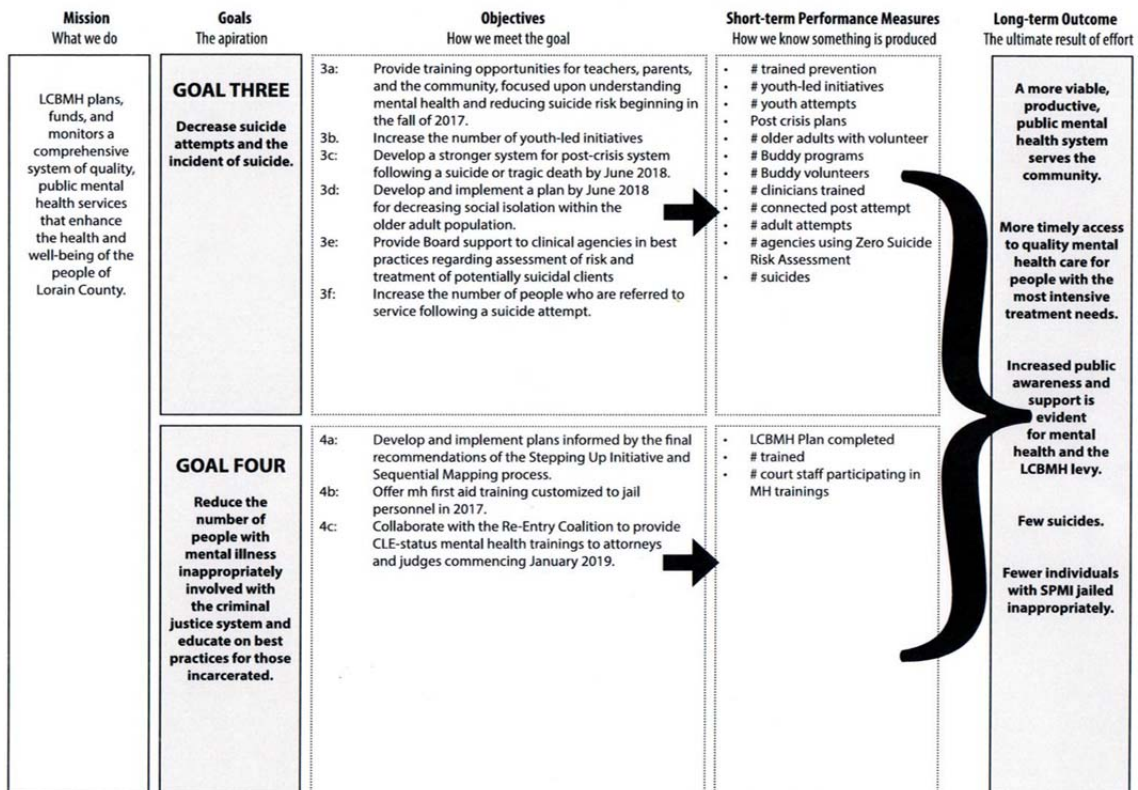 Mission
What we do
Goals
The apiration
Objectives
How we meet the goal
Short-term Performance Measures
How we know something is produced
Long-term Outcome
The ultimate result of effort
LCBMH plans,
funds, and
monitors a
comprehensive
system of quality,
public mental
health services
that enhance
the health and
well-being of the
people of
Lorain County.
GOAL THREE
Decrease suicide
attempts and the
incident of suicide.
3a: Provide training opportunities for teachers, parents,
and the community, focused upon understanding
mental health and reducing suicide risk beginning in
the fall of 2017.
3b. Increase the number of youth-led initiatives
3c: Develop a stronger system for post-crisis system
following a suicide or tragic death by June 2018.
3d: Develop and implement a plan by June 2018
for decreasing social isolation within the
older adult population.
3e: Provide Board support to clinical agencies in best
practices regarding assessment of risk and
treatment of potentially suicidal clients
3f: Increase the number of people who are referred to
service following a suicide attempt.
• # trained prevention
• # youth-led initiatives
• # youth attempts
• Post crisis plans
• # older adults with volunteer
• # Buddy programs
• # Buddy volunteers
• # clinicians trained
• # connected post attempt
• # adult attempts
• # agencies using Zero Suicide
Risk Assessment
• # suicides
GOAL FOUR
Reduce the
number of
people with
mental illness
inappropriately
involved with
the criminal
justice system and
educate on best
practices for those
incarcerated.
4a: Develop and implement plans informed by the final
recommendations of the Stepping Up Initiative and
Sequential Mapping process.
4b: Offer mh first aid training customized to jail
personnel in 2017.
4c: Collaborate with the Re-Entry Coalition to provide
CLE-status mental health trainings to attorneys
and judges commencing January 2019.
• LCBMH Plan completed
• # trained
• # court staff participating in
MH trainings
A more viable,
productive,
public mental
health system
serves the
community.
More timely access
to quality mental
health care for
people with the
most intensive
treatment needs.
Increased public
awareness and
support is
evident
for mental
health and the
LCBMH levy.
Few suicides.
Fewer individuals
with SPMI jailed
inappropriately.